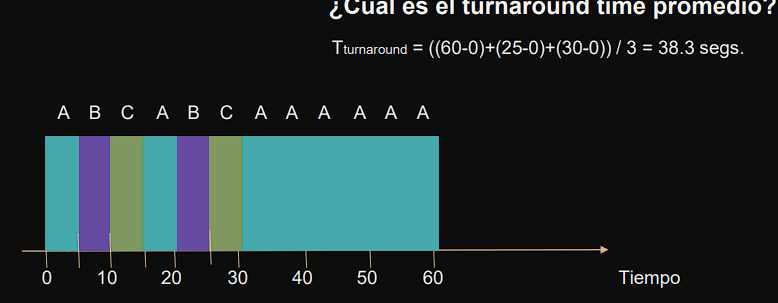 ¿Cual es el turnaround time promedio?
Tturnaround = ((60-0)+(25-0)+(30-0)) / 3 = 38.3 segs.
A B C A B C A A A A A A
0 10 20 30 40 50 60 Tiempo